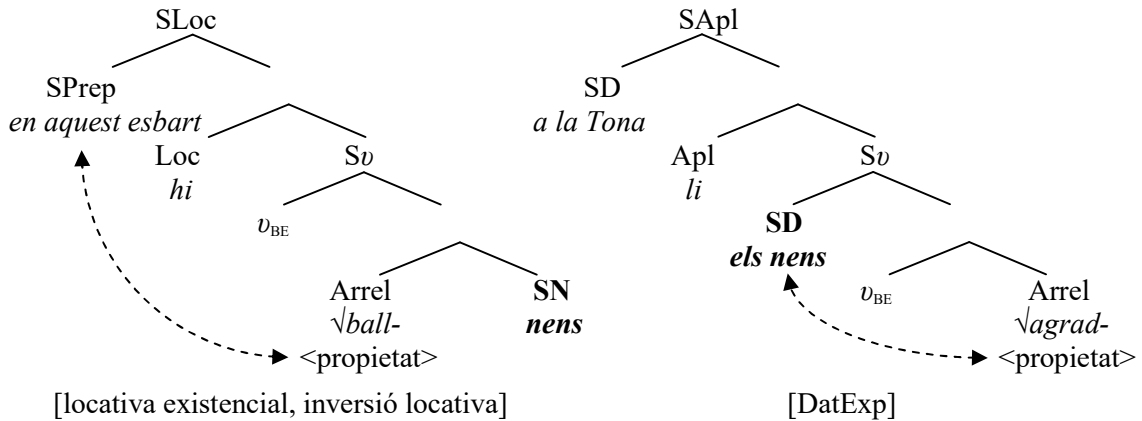 SLoc SApl
SPrep SD
en aquest esbart a la Tona
Loc Sυ Apl Sυ
hi li
υBE SD
els nens
Arrel SN υBE Arrel
√ball- nens √agrad-
<propietat> <propietat>
[locativa existencial, inversió locativa] [DatExp]